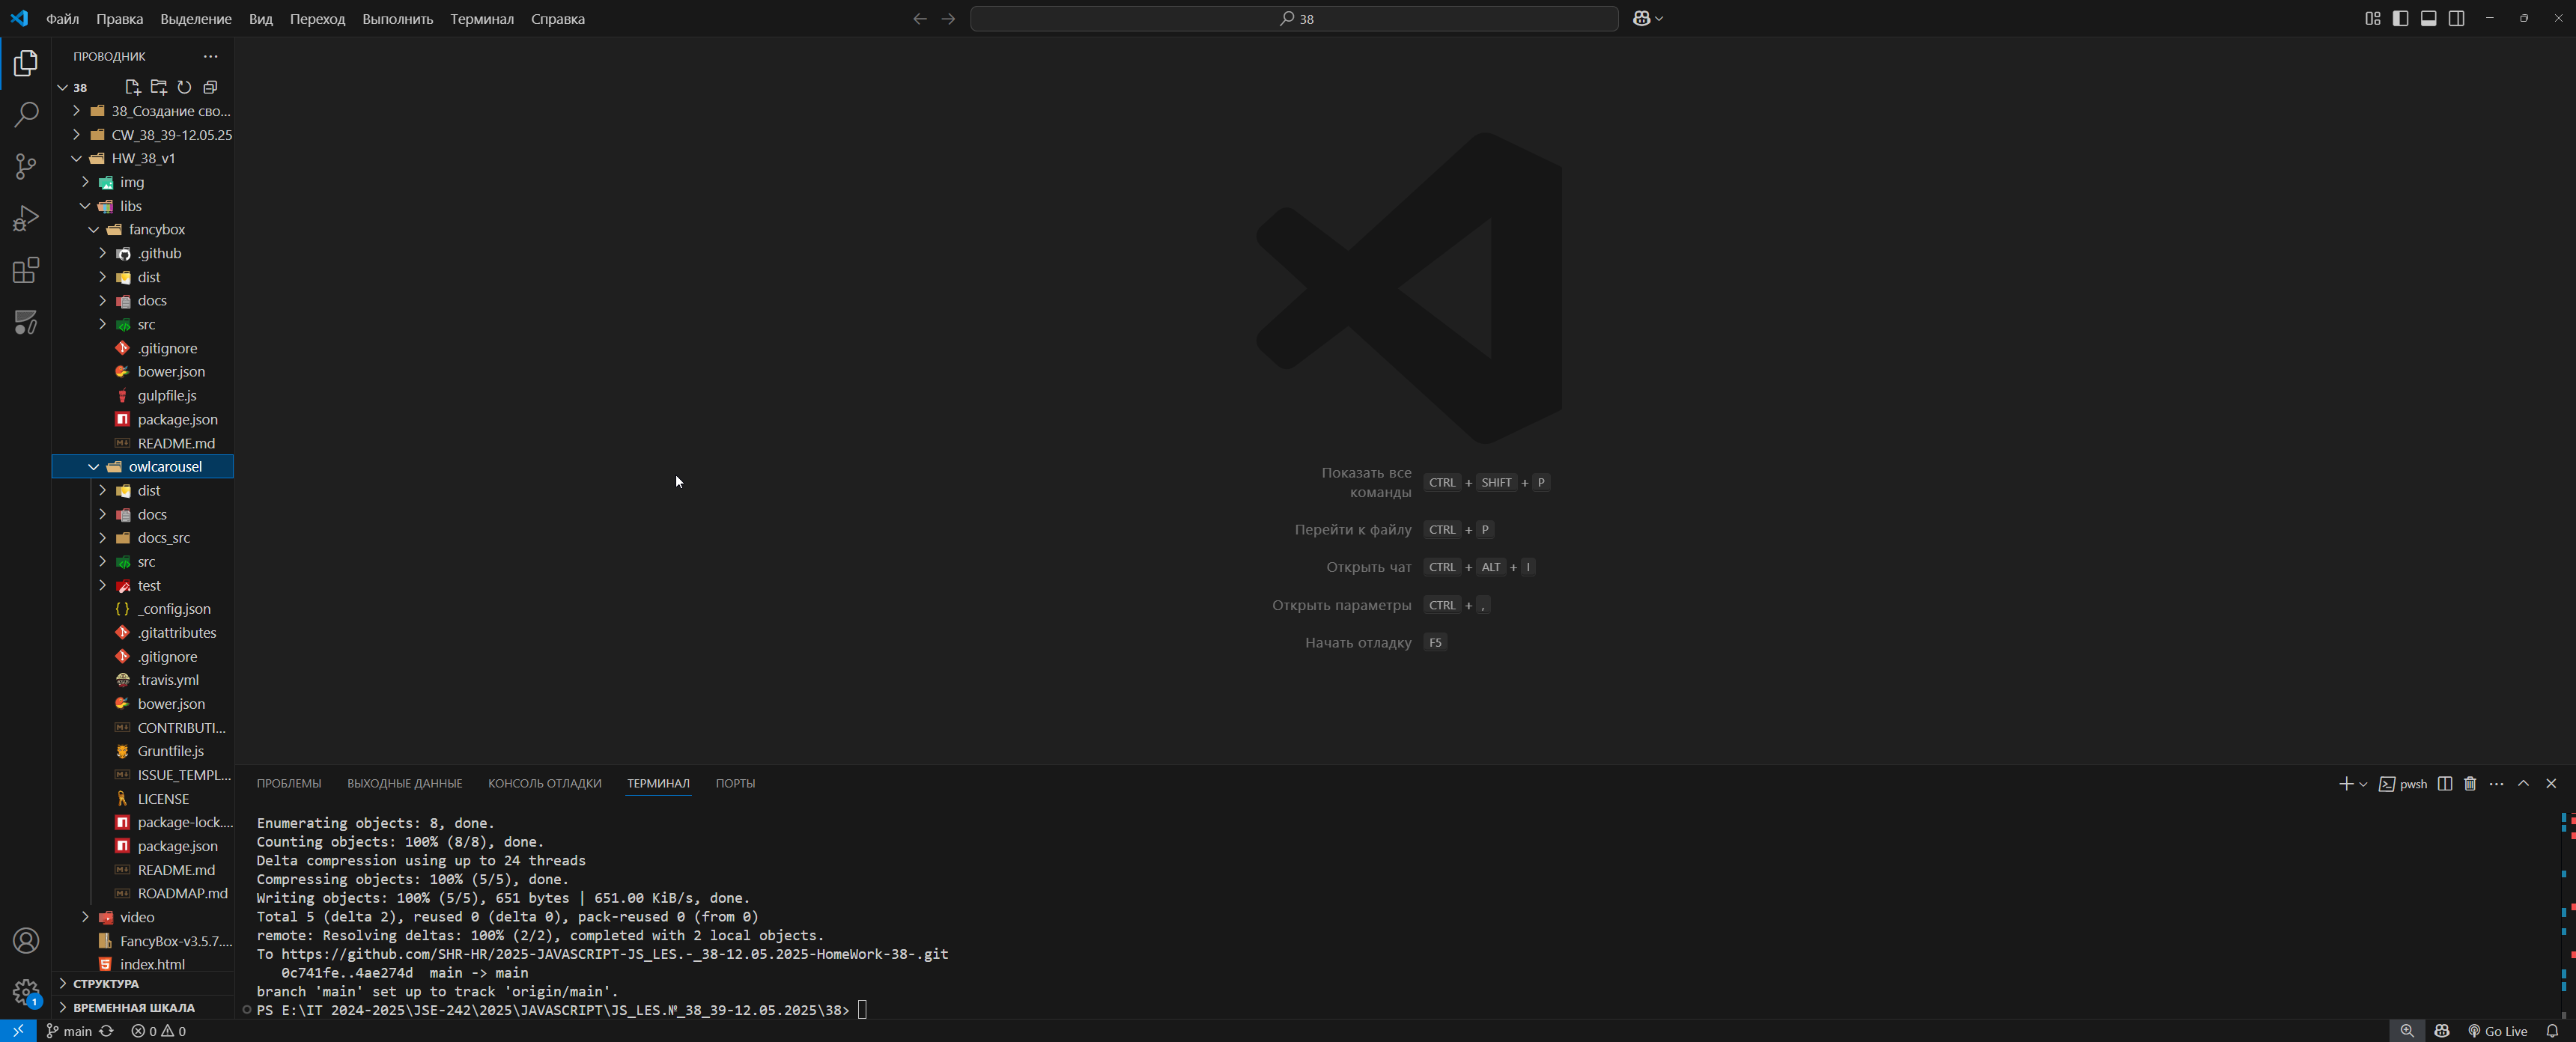 Файл Правка Выделение Вид Переход Выполнить Терминал Справка
38
ПРОВОДНИК
38
38_Создание сво...
CW_38_39-12.05.25
HW_38_v1
img
libs
fancybox
.github
dist
docs
src
.gitignore
bower.json
gulpfile.js
package.json
README.md
owlcarousel
dist
docs
docs_src
src
test
_config.json
.gitattributes
.gitignore
.travis.yml
bower.json
CONTRIBUTI...
Gruntfile.js
ISSUE_TEMPL...
LICENSE
package-lock....
package.json
README.md
ROADMAP.md
video
FancyBox-v3.5.7....
index.html
СТРУКТУРА
ВРЕМЕННАЯ ШКАЛА
1
Показать все команды CTRL + SHIFT + P
Перейти к файлу CTRL + P
Открыть чат CTRL + ALT + I
Открыть параметры CTRL + ,
Начать отладку F5
ПРОБЛЕМЫ ВЫХОДНЫЕ ДАННЫЕ КОНСОЛЬ ОТЛАДКИ ТЕРМИНАЛ ПОРТЫ
pwsh
Enumerating objects: 8, done.
Counting objects: 100% (8/8), done.
Delta compression using up to 24 threads
Compressing objects: 100% (5/5), done.
Writing objects: 100% (5/5), 651 bytes | 651.00 KiB/s, done.
Total 5 (delta 2), reused 0 (delta 0), pack-reused 0 (from 0)
remote: Resolving deltas: 100% (2/2), completed with 2 local objects.
To https://github.com/SHR-HR/2025-JAVASCRIPT-JS_LES.-_38-12.05.2025-HomeWork-38-.git
0c741fe..4ae274d main -> main
branch 'main' set up to track 'origin/main'.
PS E:\IT 2024-2025\JSE-242\2025\JAVASCRIPT\JS_LES.№_38_39-12.05.2025\38>
main 0 0
Go Live